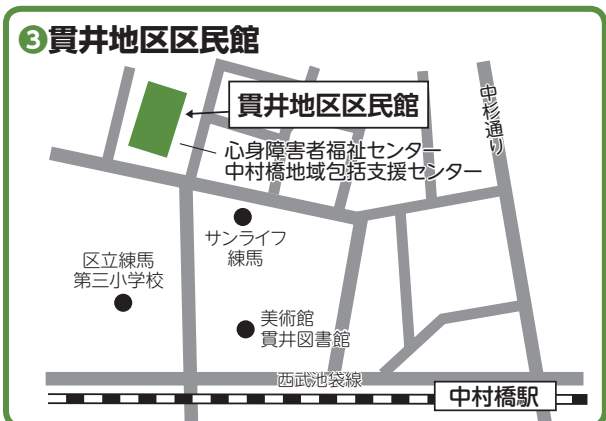 ❸貫井地区区民館
貫井地区区民館
心身障害者福祉センター
中村橋地域包括支援センター
中杉通り
サンライフ
練馬
区立練馬
第三小学校
美術館
貫井図書館
西武池袋線
中村橋駅